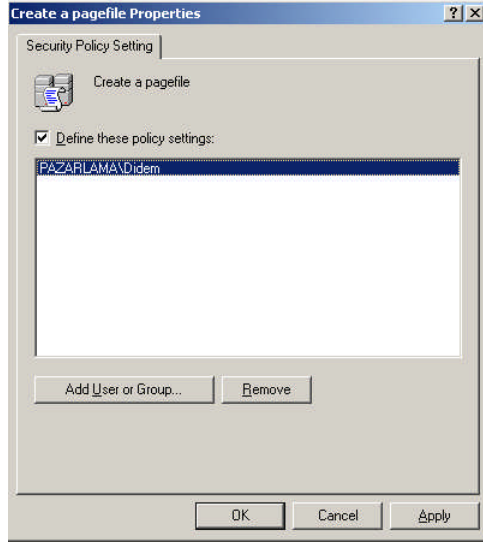 Create a pagefile Properties
Security Policy Setting
Create a pagefile
Define these policy settings:
PAZARLAMA\Didem
Add User or Group...
Remove
OK
Cancel
Apply